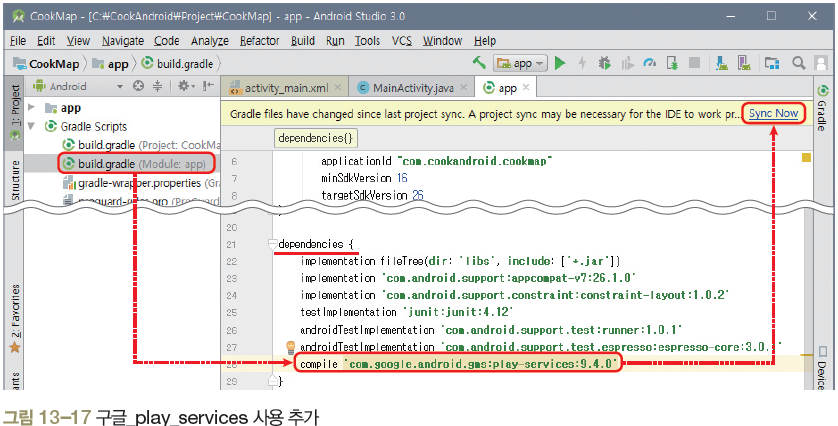 CookMap - [C:₩CookAndroid₩Project₩CookMap] - app - Android Studio 3.0
File Edit View Navigate Code Analyze Refactor Build Run Tools VCS Window Help
CookMap app build.gradle app
1: Project
Structure
2: Favorites
Android
app
Gradle Scripts
build.gradle (Project: CookMa
build.gradle (Module: app)
gradle-wrapper.properties (Gra
activity_main.xml MainActivity.java app
Gradle files have changed since last project sync. A project sync may be necessary for the IDE to work pr... Sync Now
dependencies{}
6 applicationId "com.cookandroid.cookmap"
7 minSdkVersion 16
8 targetSdkVersion 26
20
21 dependencies {
22 implementation fileTree(dir: 'libs', include: ['*.jar'])
23 implementation 'com.android.support:appcompat-v7:26.1.0'
24 implementation 'com.android.support.constraint:constraint-layout:1.0.2'
25 testImplementation 'junit:junit:4.12'
26 androidTestImplementation 'com.android.support.test:runner:1.0.1'
27 androidTestImplementation 'com.android.support.test.espresso:espresso-core:3.0.
28 compile 'com.google.android.gms:play-services:9.4.0'
29 }
Gradle
Device
그림 13-17 구글_play_services 사용 추가